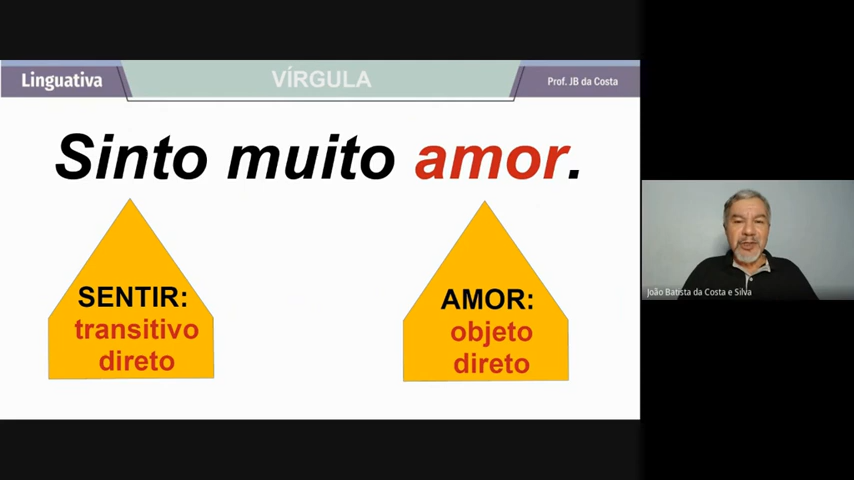 Linguativa
VÍRGULA
Prof. JB da Costa
Sinto muito amor.
SENTIR:
transitivo
direto
AMOR:
objeto
direto
João Batista da Costa e Silva